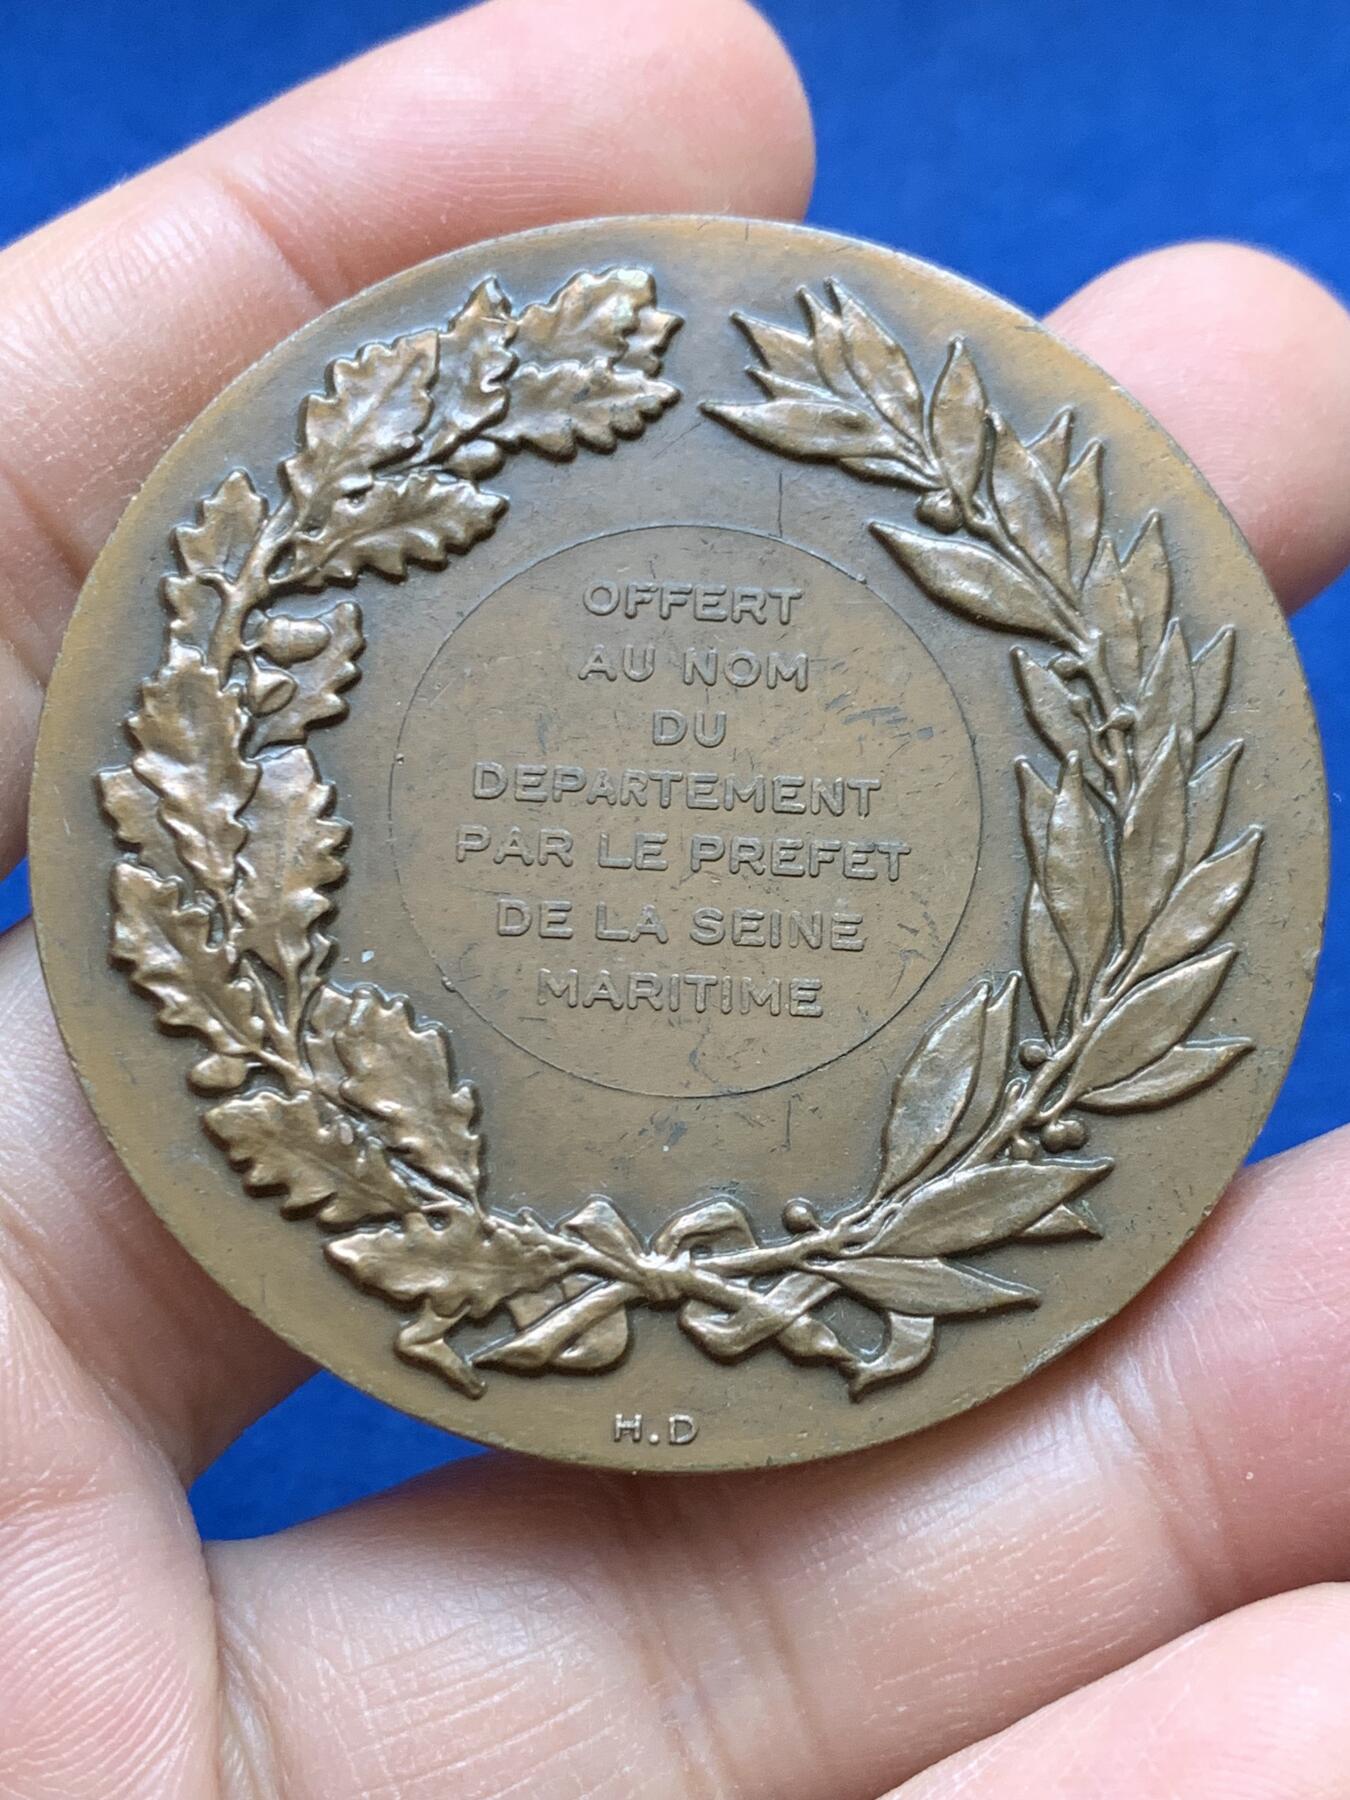 OFFERT
AU NOM
DU
DEPARTEMENT
PAR LE PREFET
DE LA SEINE
MARITIME
H.D